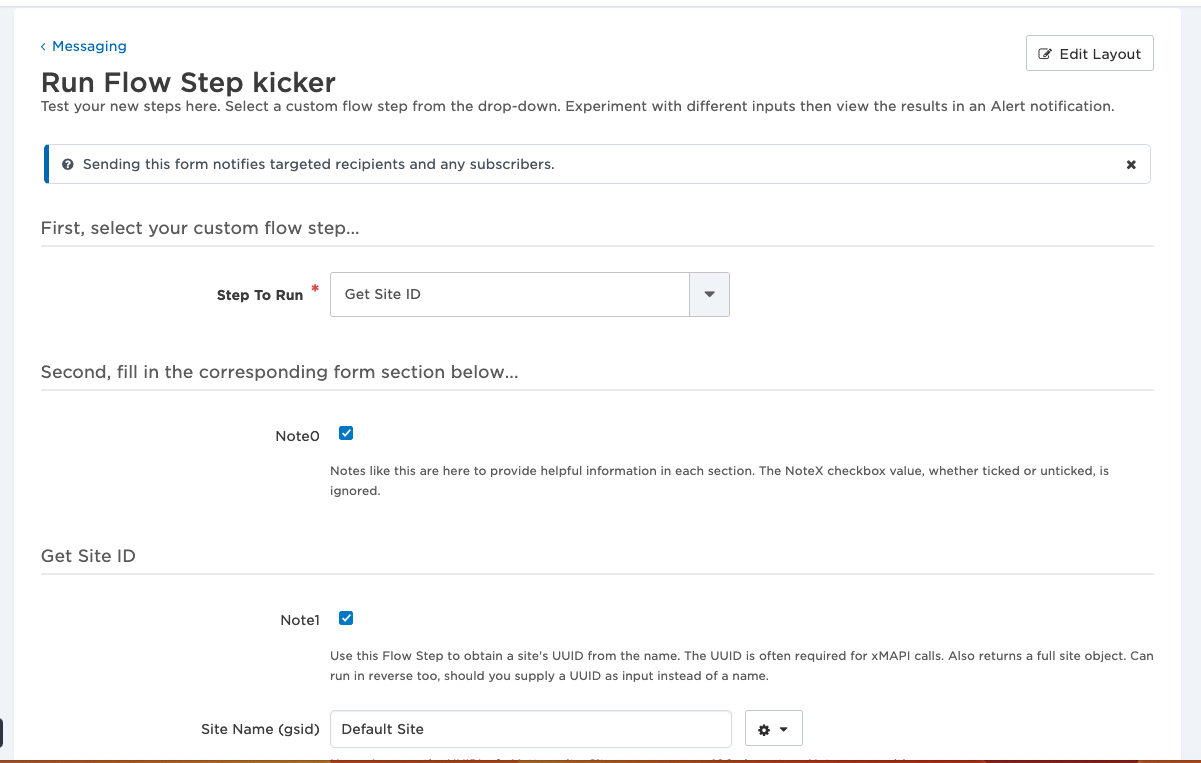 ‹ Messaging
Edit Layout
Run Flow Step kicker
Test your new steps here. Select a custom flow step from the drop-down. Experiment with different inputs then view the results in an Alert notification.
Sending this form notifies targeted recipients and any subscribers.
First, select your custom flow step...
Step To Run *
Get Site ID
Second, fill in the corresponding form section below...
Note0
Notes like this are here to provide helpful information in each section. The NoteX checkbox value, whether ticked or unticked, is
ignored.
Get Site ID
Note1
Use this Flow Step to obtain a site's UUID from the name. The UUID is often required for xMAPI calls. Also returns a full site object. Can
run in reverse too, should you supply a UUID as input instead of a name.
Site Name (gsid)
Default Site